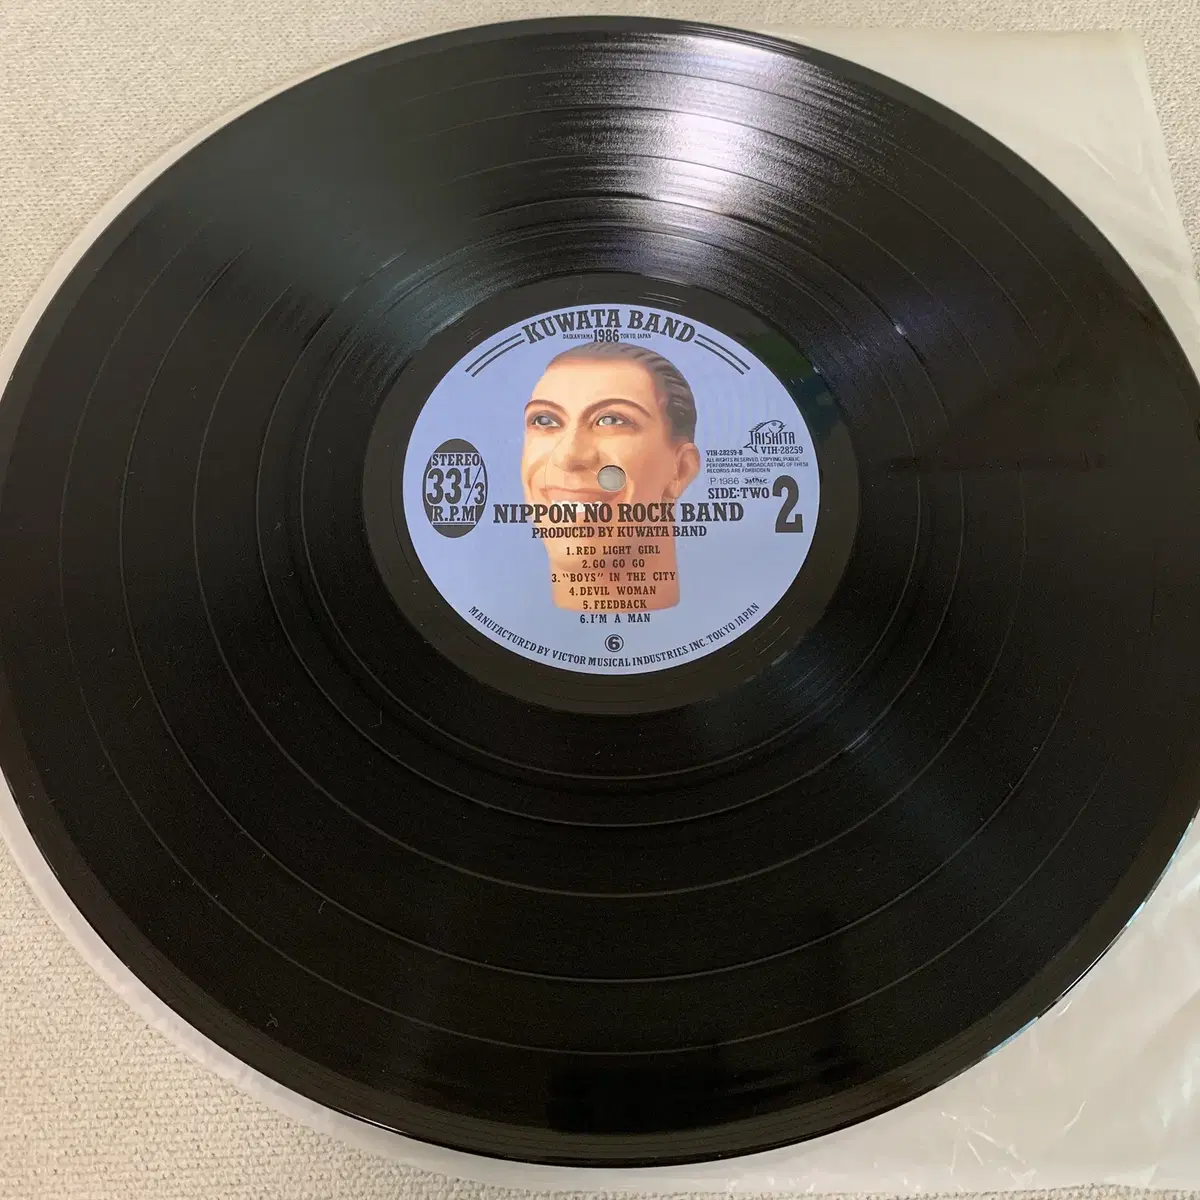 KUWATA BAND
DAIKANYAMA 1986 TOKYO, JAPAN
TAISHITA
VIH-28259-B VIH-28259
ALL RIGHTS RESERVED. COPYING, PUBLIC
PERFORMANCE, BROADCASTING OF THESE
RECORDS ARE FORBIDDEN
STEREO
33 1/3
R.P.M
℗ 1986
SIDE:TWO 2
NIPPON NO ROCK BAND
PRODUCED BY KUWATA BAND
1.RED LIGHT GIRL
2.GO GO GO
3."BOYS" IN THE CITY
4.DEVIL WOMAN
5.FEEDBACK
6.I'M A MAN
6
MANUFACTURED BY VICTOR MUSICAL INDUSTRIES, INC. TOKYO JAPAN